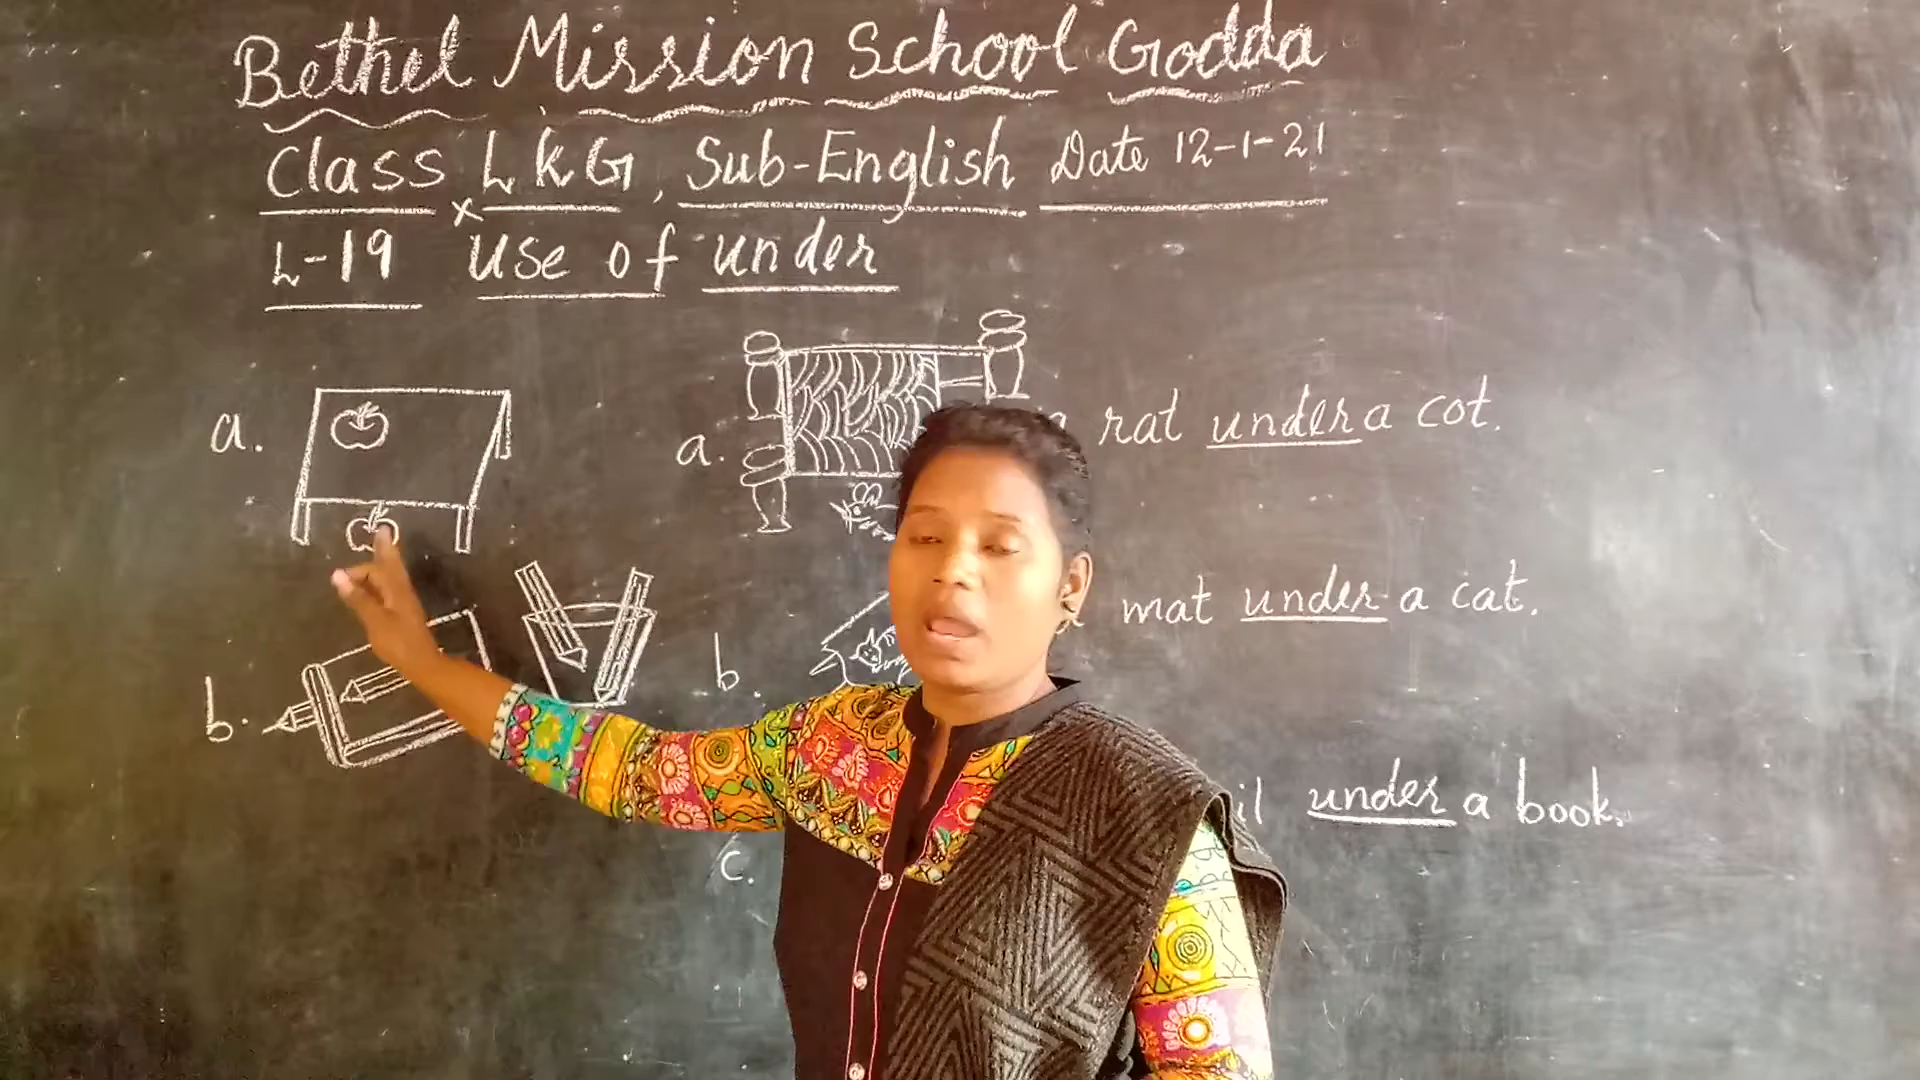 Bethel Mission School Godda
Class LKG, Sub-English Date 12-1-21
L-19 Use of under
a.
a. rat under a cot.
b. mat under a cat.
b.
c. under a book.